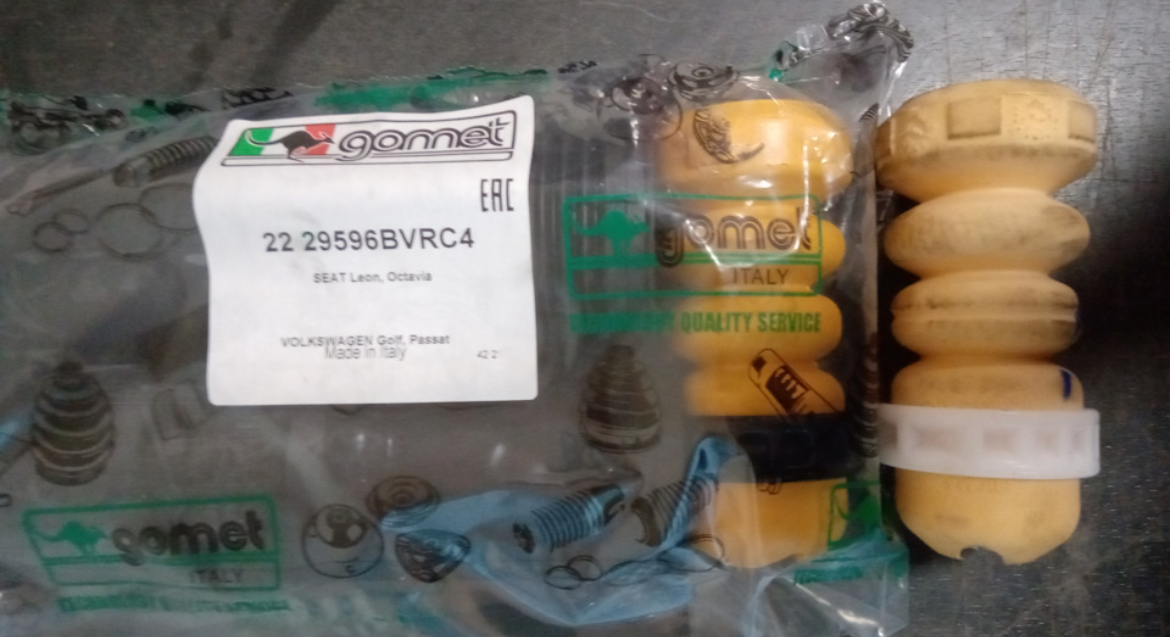 gomet
EAC
22 29596BVRC4
SEAT Leon, Octavia
VOLKSWAGEN Golf, Passat
Made in Italy
gomet
ITALY
QUALITY SERVICE
gomet
ITALY